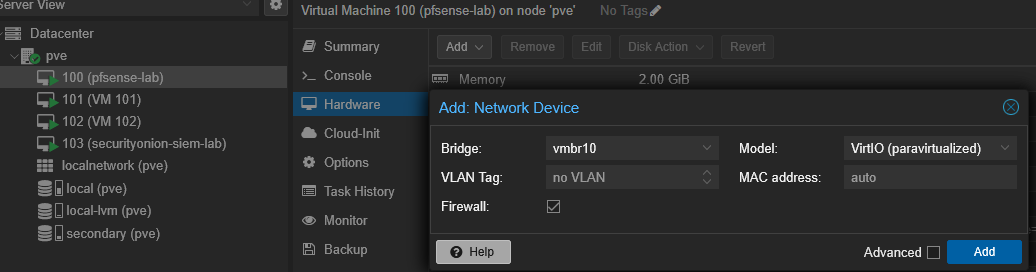 Server View
Virtual Machine 100 (pfsense-lab) on node 'pve' No Tags
Datacenter
pve
100 (pfsense-lab)
101 (VM 101)
102 (VM 102)
103 (securityonion-siem-lab)
localnetwork (pve)
local (pve)
local-lvm (pve)
secondary (pve)
Summary
Console
Hardware
Cloud-Init
Options
Task History
Monitor
Backup
Add Remove Edit Disk Action Revert
Memory 2.00 GiB
Add: Network Device
Bridge: vmbr10 Model: VirtIO (paravirtualized)
VLAN Tag: no VLAN MAC address: auto
Firewall:
Help Advanced Add